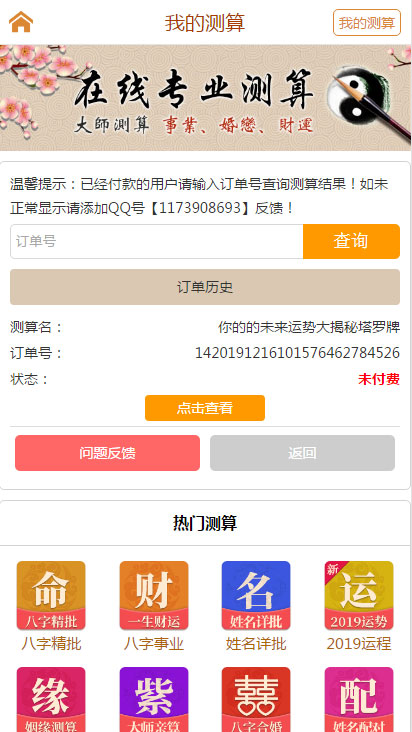 我的测算
我的测算
在线专业测算
大師测算 事業、婚戀、財運
温馨提示：已经付款的用户请输入订单号查询测算结果！如未
正常显示请添加QQ号【1173908693】反馈！
订单号
查询
订单历史
测算名：
你的的未来运势大揭秘塔罗牌
订单号：
1420191216101576462784526
状态：
未付费
点击查看
问题反馈
返回
热门测算
命
八字精批
八字精批
财
一生财运
八字事业
名
姓名详批
姓名详批
新
运
2019运势
2019运程
缘
姻缘测算
紫
大师亲算
囍
八字合婚
配
姓名配对